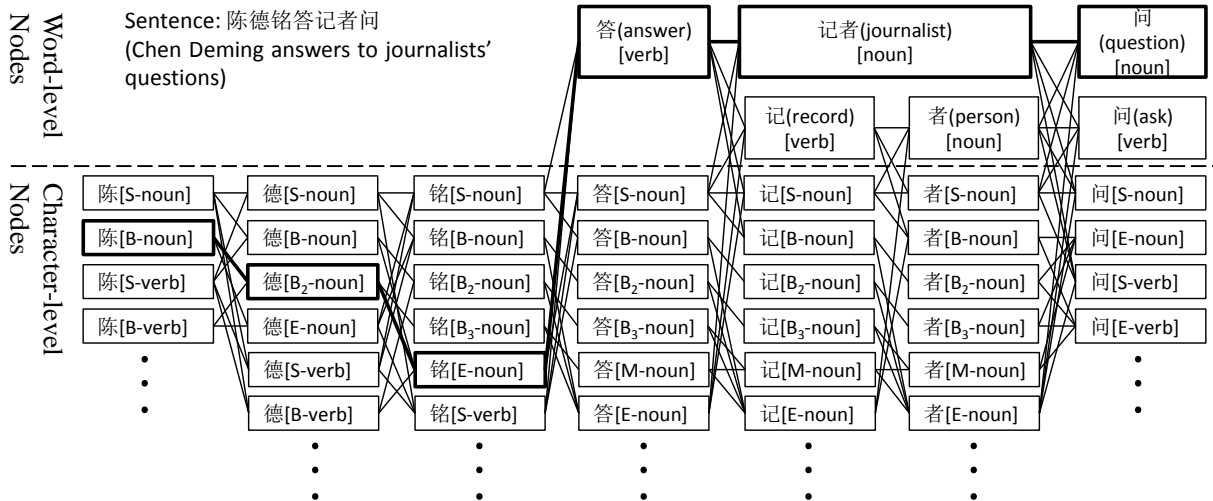 Word-level
Nodes
Sentence: 陈德铭答记者问
(Chen Deming answers to journalists'
questions)
答(answer)
[verb]
记者(journalist)
[noun]
问
(question)
[noun]
记(record)
[verb]
者(person)
[noun]
问(ask)
[verb]
Character-level
Nodes
陈[S-noun]
陈[B-noun]
陈[S-verb]
陈[B-verb]
德[S-noun]
德[B-noun]
德[B₂-noun]
德[E-noun]
德[S-verb]
德[B-verb]
铭[S-noun]
铭[B-noun]
铭[B₂-noun]
铭[B₃-noun]
铭[E-noun]
铭[S-verb]
答[S-noun]
答[B-noun]
答[B₂-noun]
答[B₃-noun]
答[M-noun]
答[E-noun]
记[S-noun]
记[B-noun]
记[B₂-noun]
记[B₃-noun]
记[M-noun]
记[E-noun]
者[S-noun]
者[B-noun]
者[B₂-noun]
者[B₃-noun]
者[M-noun]
者[E-noun]
问[S-noun]
问[E-noun]
问[S-verb]
问[E-verb]